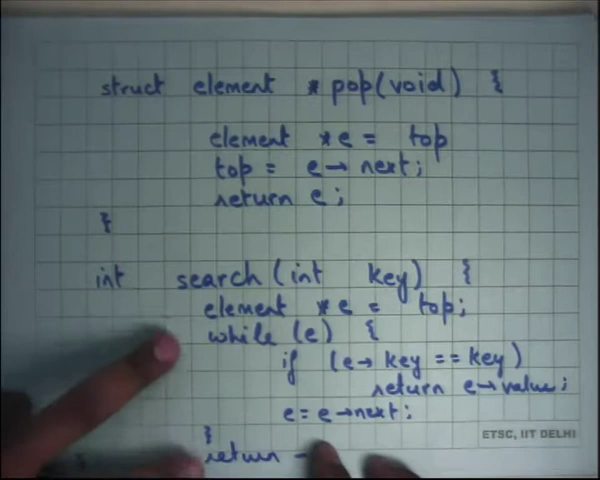 struct element * pop(void) {
element *e = top
top = e→ next;
return e;
}
int search(int key) {
element *e = top;
while (e) {
if (e→ key == key)
return e→value;
e = e→next;
}
return -
ETSC, IIT DELHI